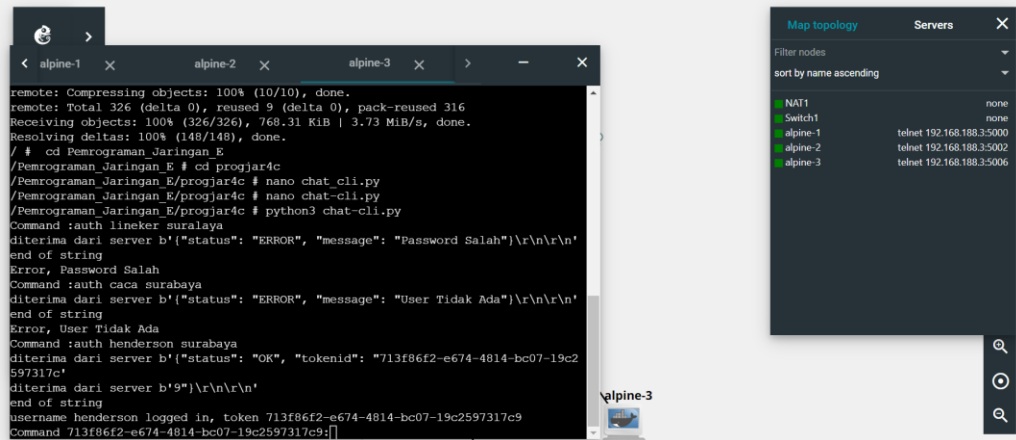 alpine-1
alpine-2
alpine-3
remote: Compressing objects: 100% (10/10), done.
remote: Total 326 (delta 0), reused 9 (delta 0), pack-reused 316
Receiving objects: 100% (326/326), 768.31 KiB | 3.73 MiB/s, done.
Resolving deltas: 100% (148/148), done.
/ #  cd Pemrograman_Jaringan_E
/Pemrograman_Jaringan_E # cd progjar4c
/Pemrograman_Jaringan_E/progjar4c # nano chat_cli.py
/Pemrograman_Jaringan_E/progjar4c # nano chat-cli.py
/Pemrograman_Jaringan_E/progjar4c # python3 chat-cli.py
Command :auth lineker suralaya
diterima dari server b'{"status": "ERROR", "message": "Password Salah"}\r\n\r\n'
end of string
Error, Password Salah
Command :auth caca surabaya
diterima dari server b'{"status": "ERROR", "message": "User Tidak Ada"}\r\n\r\n'
end of string
Error, User Tidak Ada
Command :auth henderson surabaya
diterima dari server b'{"status": "OK", "tokenid": "713f86f2-e674-4814-bc07-19c2
597317c'
diterima dari server b'9"}\r\n\r\n'
end of string
username henderson logged in, token 713f86f2-e674-4814-bc07-19c2597317c9
Command 713f86f2-e674-4814-bc07-19c2597317c9:
alpine-3
Map topology
Servers
Filter nodes
sort by name ascending
NAT1 none
Switch1 none
alpine-1 telnet 192.168.188.3:5000
alpine-2 telnet 192.168.188.3:5002
alpine-3 telnet 192.168.188.3:5006